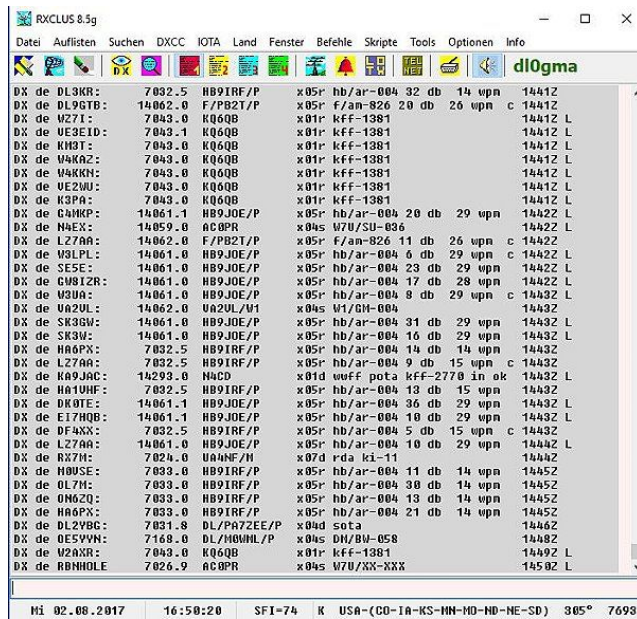 RXCLUS 8.5g
Datei Auflisten Suchen DXCC IOTA Land Fenster Befehle Skripte Tools Optionen Info
DX 1 2 3 4 TEL NET dl0gma
DX de DL3KR: 7032.5 HB9IRF/P x05r hb/ar-004 32 db 14 wpm 1441Z
DX de DL9GTB: 14062.0 F/PB2T/P x05r f/am-826 20 db 26 wpm c 1441Z
DX de WZ7I: 7043.0 KQ6QB x01r kff-1381 1441Z L
DX de VE3EID: 7043.1 KQ6QB x01r kff-1381 1441Z L
DX de KM3T: 7043.0 KQ6QB x01r kff-1381 1441Z L
DX de W4KAZ: 7043.0 KQ6QB x01r kff-1381 1441Z L
DX de W4KKN: 7043.0 KQ6QB x01r kff-1381 1441Z L
DX de VE2WU: 7043.0 KQ6QB x01r kff-1381 1441Z L
DX de K3PA: 7043.0 KQ6QB x01r kff-1381 1441Z L
DX de G4MKP: 14061.1 HB9JOE/P x05r hb/ar-004 20 db 29 wpm 1442Z L
DX de N4EX: 14059.0 AC0PR x04s W7U/SU-036 1442Z L
DX de LZ7AA: 14062.0 F/PB2T/P x05r f/am-826 11 db 26 wpm c 1442Z
DX de W3LPL: 14061.0 HB9JOE/P x05r hb/ar-004 6 db 29 wpm c 1442Z L
DX de SE5E: 14061.0 HB9JOE/P x05r hb/ar-004 23 db 29 wpm 1442Z L
DX de GW8IZR: 14061.0 HB9JOE/P x05r hb/ar-004 17 db 28 wpm 1442Z L
DX de W3UA: 14061.0 HB9JOE/P x05r hb/ar-004 8 db 29 wpm c 1443Z L
DX de VA2VL: 14062.0 VA2VL/W1 x04s W1/GM-004 1443Z
DX de SK3GW: 14061.0 HB9JOE/P x05r hb/ar-004 31 db 29 wpm 1443Z L
DX de SK3W: 14061.0 HB9JOE/P x05r hb/ar-004 16 db 29 wpm 1443Z L
DX de HA6PX: 7032.5 HB9IRF/P x05r hb/ar-004 14 db 14 wpm 1443Z
DX de LZ7AA: 7032.5 HB9IRF/P x05r hb/ar-004 9 db 15 wpm c 1443Z
DX de KA9JAC: 14293.0 N4CD x01d wwff pota kff-2770 in ok 1443Z L
DX de HA1VHF: 7032.5 HB9IRF/P x05r hb/ar-004 13 db 15 wpm 1443Z
DX de DK0TE: 14061.1 HB9JOE/P x05r hb/ar-004 36 db 29 wpm 1443Z L
DX de EI7HQB: 14061.1 HB9JOE/P x05r hb/ar-004 10 db 29 wpm 1443Z L
DX de DF4XX: 7032.5 HB9IRF/P x05r hb/ar-004 5 db 15 wpm c 1443Z
DX de LZ7AA: 14061.0 HB9JOE/P x05r hb/ar-004 10 db 29 wpm 1443Z L
DX de RX7M: 7024.0 UA4NF/M x07d rda ki-11 1444Z
DX de M0VSE: 7033.0 HB9IRF/P x05r hb/ar-004 11 db 14 wpm 1445Z
DX de OL7M: 7033.0 HB9IRF/P x05r hb/ar-004 30 db 14 wpm 1445Z
DX de ON6ZQ: 7033.0 HB9IRF/P x05r hb/ar-004 13 db 14 wpm 1445Z
DX de HA6PX: 7033.0 HB9IRF/P x05r hb/ar-004 21 db 14 wpm 1445Z
DX de DL2YBG: 7031.8 DL/PA7ZEE/P x04d sota 1446Z
DX de OE5YYN: 7168.0 DL/M0WML/P x04s DM/BW-058 1448Z
DX de W2AXR: 7043.0 KQ6QB x01r kff-1381 1449Z L
DX de RBNHOLE 7026.9 AC0PR x04s W7U/XX-XXX 1450Z L
Mi 02.08.2017 16:50:20 SFI=74 K USA-(CO-IA-KS-MN-MO-ND-NE-SD) 305° 7693